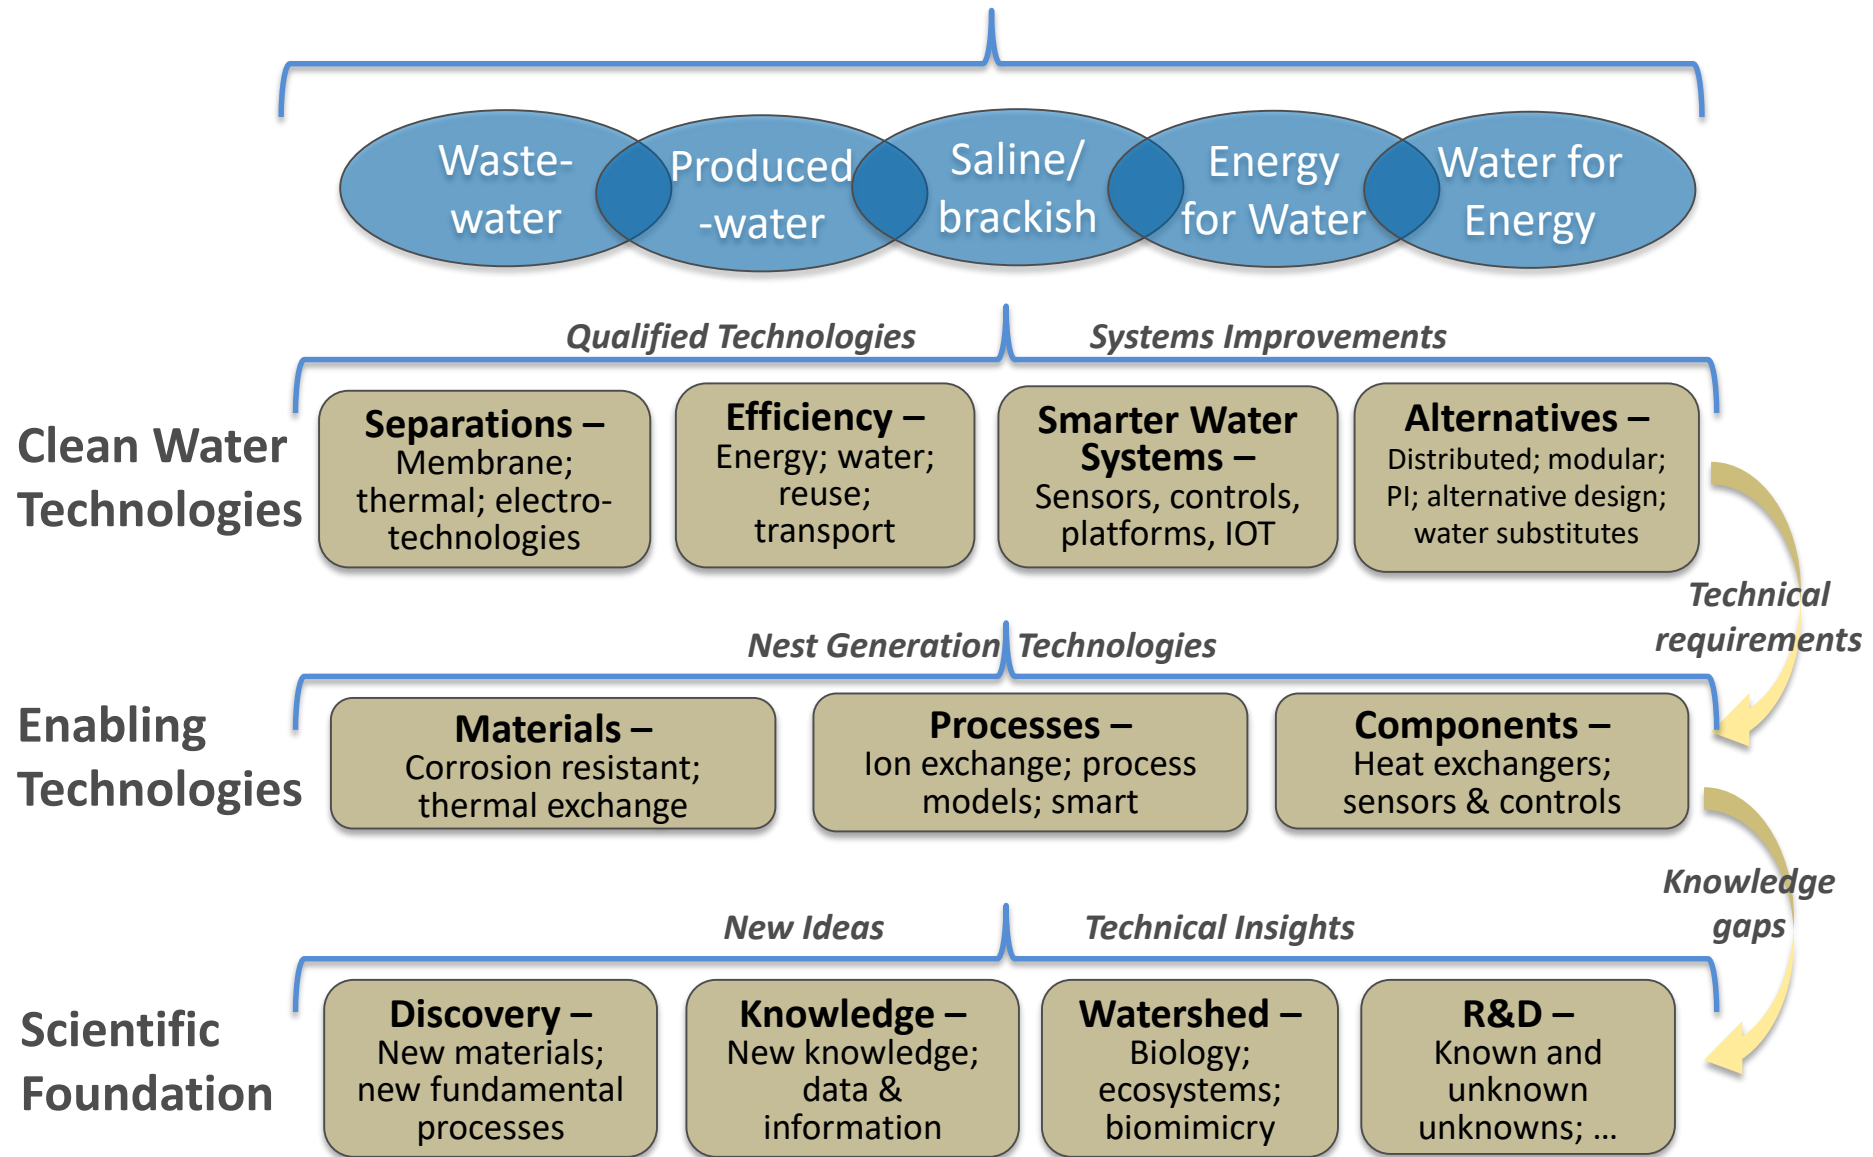 Waste-
water
Produced
-water
Saline/
brackish
Energy
for Water
Water for
Energy
Qualified Technologies
Systems Improvements
Clean Water
Technologies
Separations –
Membrane;
thermal; electro-
technologies
Efficiency –
Energy; water;
reuse;
transport
Smarter Water
Systems –
Sensors, controls,
platforms, IOT
Alternatives –
Distributed; modular;
PI; alternative design;
water substitutes
Technical
requirements
Nest Generation Technologies
Enabling
Technologies
Materials –
Corrosion resistant;
thermal exchange
Processes –
Ion exchange; process
models; smart
Components –
Heat exchangers;
sensors & controls
Knowledge
gaps
New Ideas
Technical Insights
Scientific
Foundation
Discovery –
New materials;
new fundamental
processes
Knowledge –
New knowledge;
data &
information
Watershed –
Biology;
ecosystems;
biomimicry
R&D –
Known and
unknown
unknowns; ...